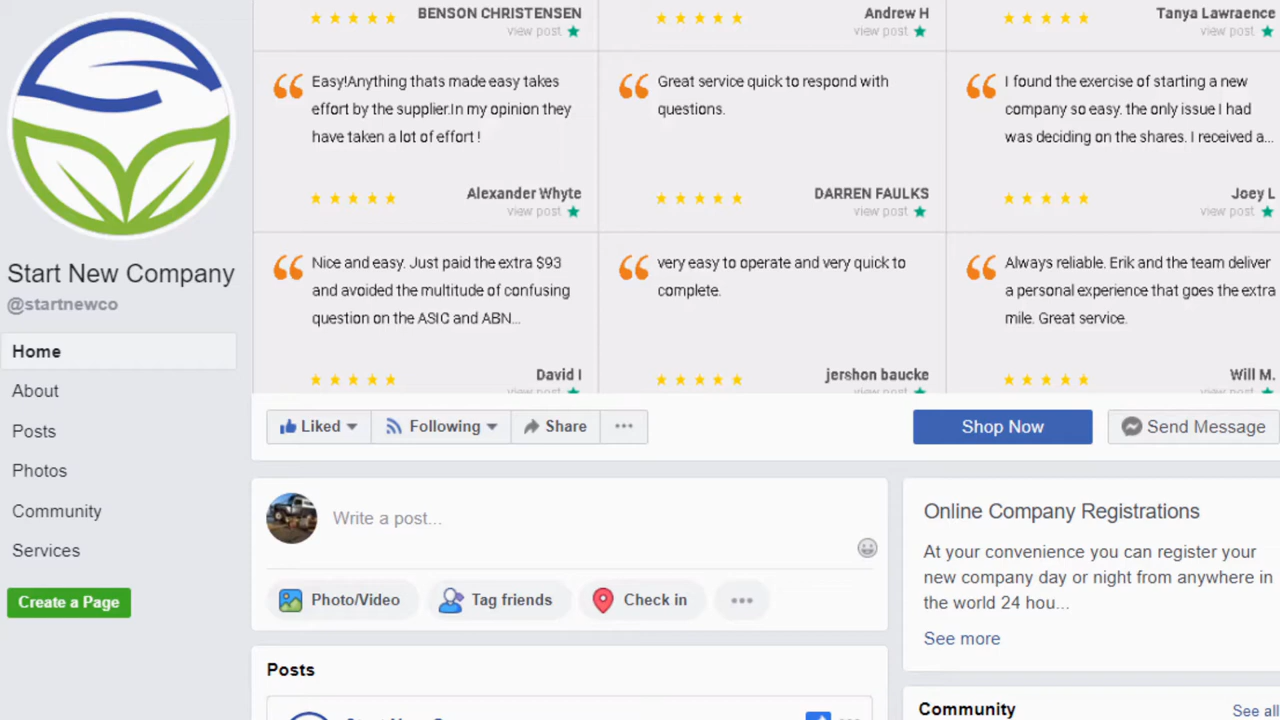 BENSON CHRISTENSEN
view post
Andrew H
view post
Tanya Lawraence
view post
Easy!Anything thats made easy takes
effort by the supplier.In my opinion they
have taken a lot of effort !
Alexander Whyte
view post
Great service quick to respond with
questions.
DARREN FAULKS
view post
I found the exercise of starting a new
company so easy. the only issue I had
was deciding on the shares. I received a...
Joey L
view post
Nice and easy. Just paid the extra $93
and avoided the multitude of confusing
question on the ASIC and ABN...
David I
view post
very easy to operate and very quick to
complete.
jershon baucke
view post
Always reliable. Erik and the team deliver
a personal experience that goes the extra
mile. Great service.
Will M.
view post
Start New Company
@startnewco
Home
About
Posts
Photos
Community
Services
Create a Page
Liked
Following
Share
Shop Now
Send Message
Write a post...
Photo/Video
Tag friends
Check in
Posts
Online Company Registrations
At your convenience you can register your
new company day or night from anywhere in
the world 24 hou...
See more
Community
See all